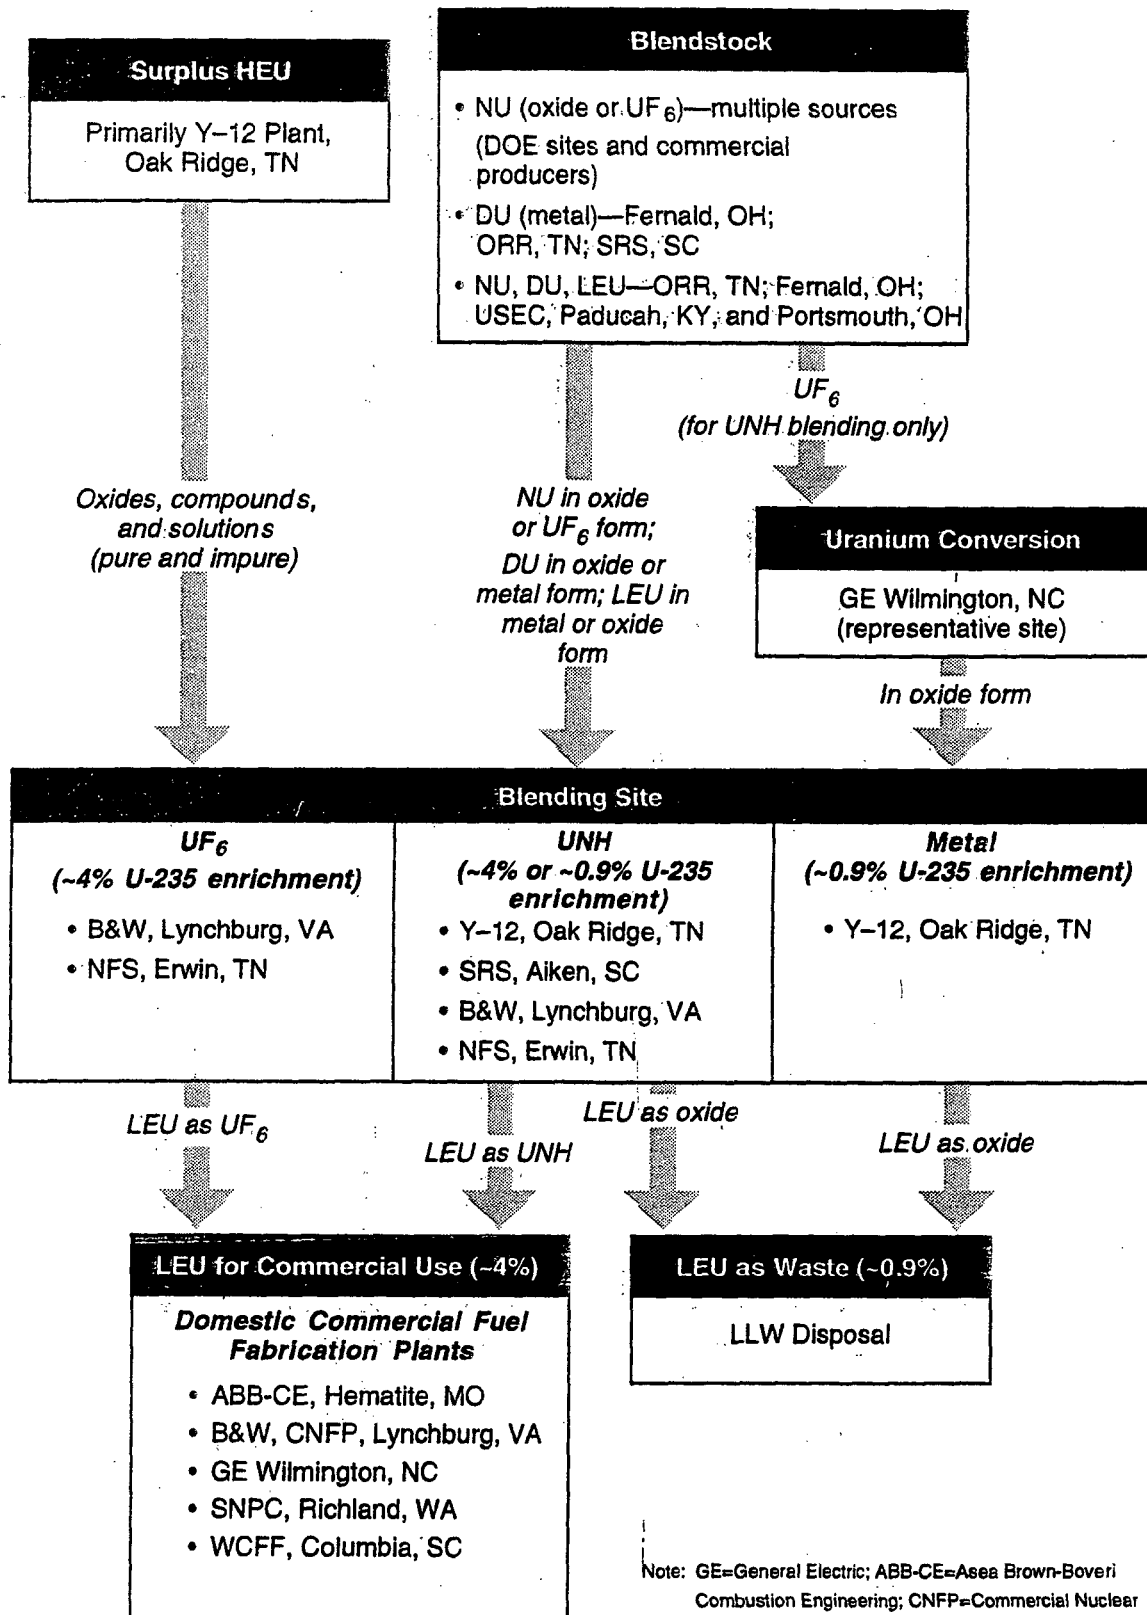 Surplus HEU
Primarily Y–12 Plant,
Oak Ridge, TN
Blendstock
• NU (oxide or UF6)—multiple sources
(DOE sites and commercial
producers)
• DU (metal)—Fernald, OH;
ORR, TN; SRS, SC
• NU, DU, LEU—ORR, TN; Fernald, OH;
USEC, Paducah, KY, and Portsmouth, OH
UF6
(for UNH blending only)
Oxides, compounds,
and solutions
(pure and impure)
NU in oxide
or UF6 form;
DU in oxide or
metal form; LEU in
metal or oxide
form
Uranium Conversion
GE Wilmington, NC
(representative site)
In oxide form
Blending Site
UF6
(~4% U-235 enrichment)
• B&W, Lynchburg, VA
• NFS, Erwin, TN
UNH
(~4% or ~0.9% U-235
enrichment)
• Y–12, Oak Ridge, TN
• SRS, Aiken, SC
• B&W, Lynchburg, VA
• NFS, Erwin, TN
Metal
(~0.9% U-235 enrichment)
• Y–12, Oak Ridge, TN
LEU as UF6
LEU as UNH
LEU as oxide
LEU as oxide
LEU for Commercial Use (~4%)
Domestic Commercial Fuel
Fabrication Plants
• ABB-CE, Hematite, MO
• B&W, CNFP, Lynchburg, VA
• GE Wilmington, NC
• SNPC, Richland, WA
• WCFF, Columbia, SC
LEU as Waste (~0.9%)
LLW Disposal
Note: GE=General Electric; ABB-CE=Asea Brown-Boveri
Combustion Engineering; CNFP=Commercial Nuclear